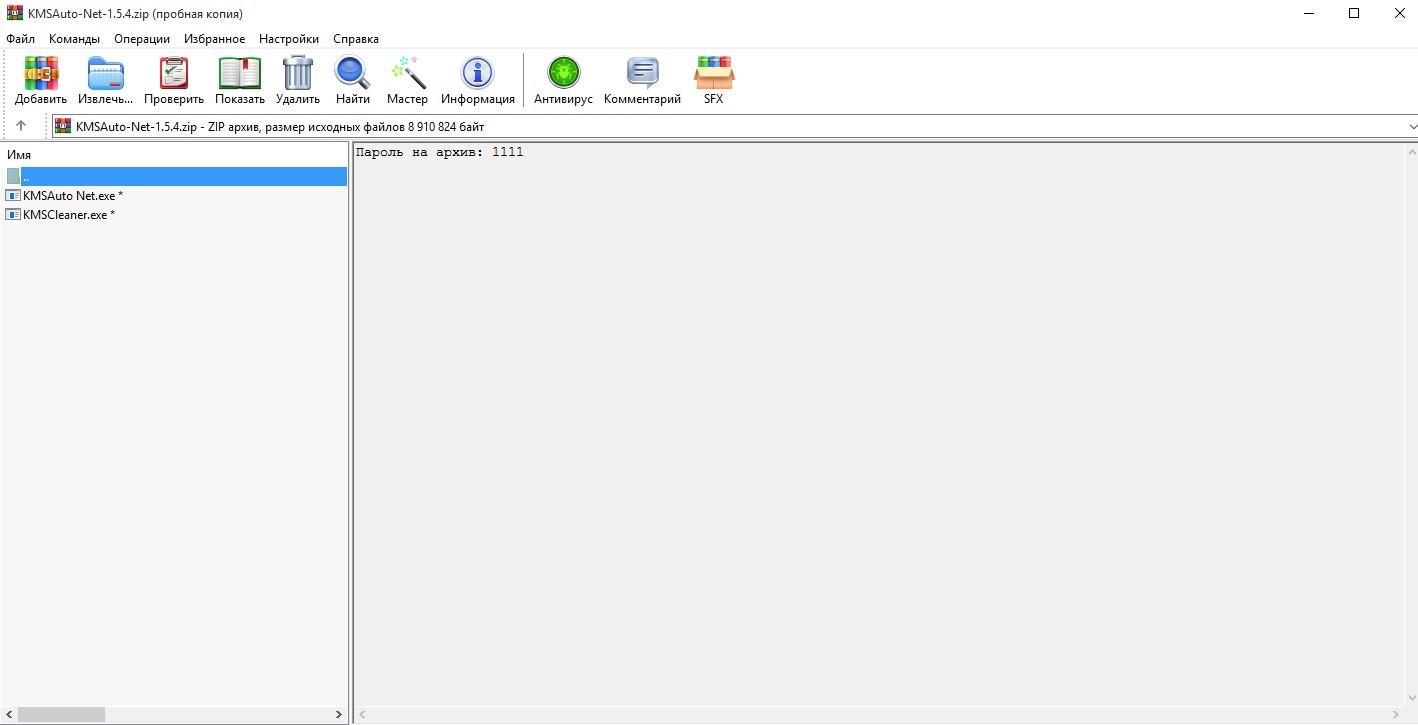 KMSAuto-Net-1.5.4.zip (пробная копия)
Файл Команды Операции Избранное Настройки Справка
Добавить Извлечь... Проверить Показать Удалить Найти Мастер Информация Антивирус Комментарий SFX
KMSAuto-Net-1.5.4.zip - ZIP архив, размер исходных файлов 8 910 824 байт
Имя
..
KMSAuto Net.exe *
KMSCleaner.exe *
Пароль на архив: 1111